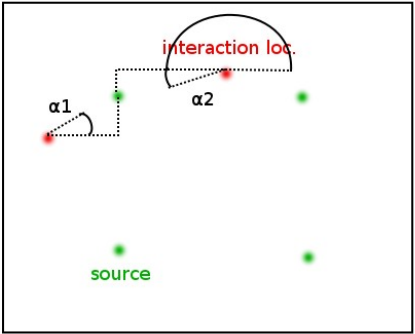 interaction loc.
α2
α1
source